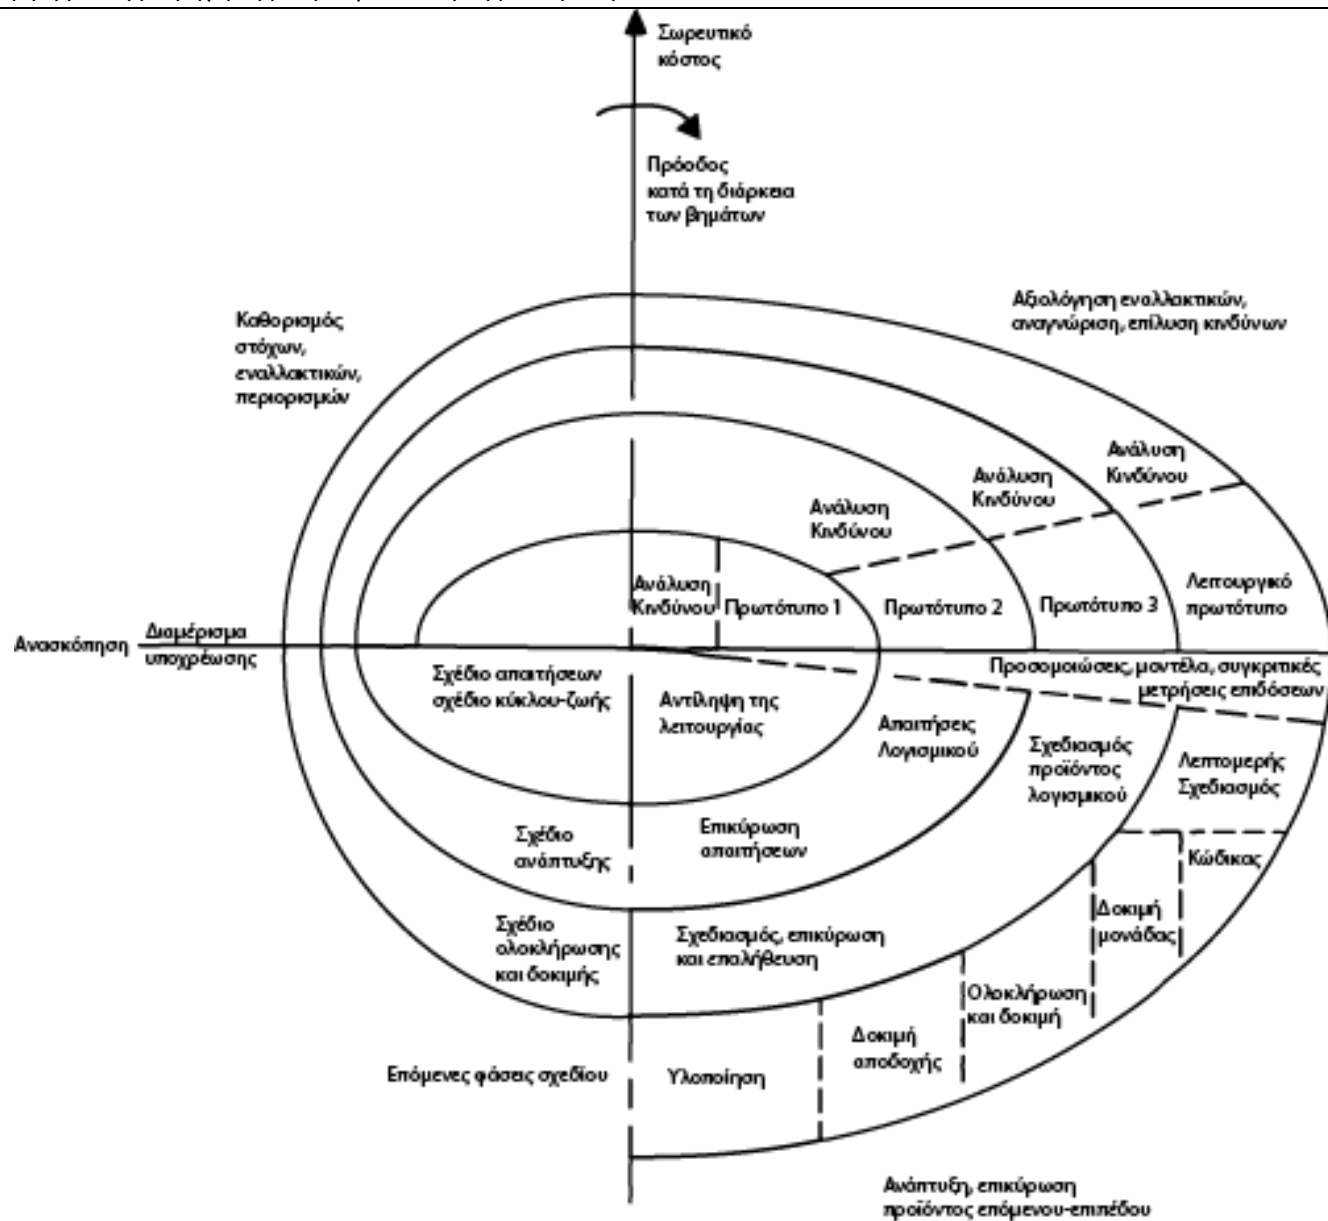 Σωρευτικό
κόστος
Πρόοδος
κατά τη διάρκεια
των βημάτων
Καθορισμός
στόχων,
εναλλακτικών,
περιορισμών
Αξιολόγηση εναλλακτικών,
αναγνώριση, επίλυση κινδύνων
Ανάλυση
Κινδύνου
Ανάλυση
Κινδύνου
Ανάλυση
Κινδύνου
Ανάλυση
Κινδύνου
Πρωτότυπο 1
Πρωτότυπο 2
Πρωτότυπο 3
Λειτουργικό
πρωτότυπο
Ανασκόπηση
Διαμέρισμα
υποχρέωσης
Σχέδιο απαιτήσεων
σχέδιο κύκλου-ζωής
Αντίληψη της
λειτουργίας
Προσομοιώσεις, μοντέλα, συγκριτικές
μετρήσεις επιδόσεων
Απαιτήσεις
Λογισμικού
Σχεδιασμός
προϊόντος
λογισμικού
Λεπτομερής
Σχεδιασμός
Σχέδιο
ανάπτυξης
Επικύρωση
απαιτήσεων
Κώδικας
Δοκιμή
μονάδας
Σχέδιο
ολοκλήρωσης
και δοκιμής
Σχεδιασμός, επικύρωση
και επαλήθευση
Ολοκλήρωση
και δοκιμή
Δοκιμή
αποδοχής
Υλοποίηση
Επόμενες φάσεις σχεδίου
Ανάπτυξη, επικύρωση
προϊόντος επόμενου-επιπέδου